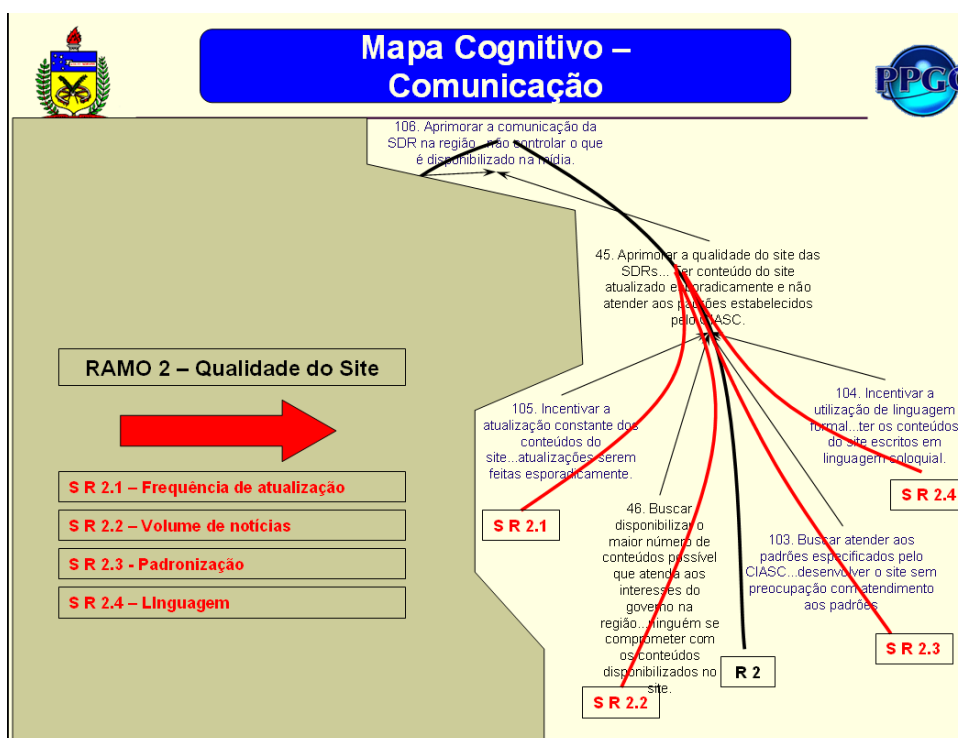 Mapa Cognitivo –
Comunicação
PPGC
106. Aprimorar a comunicação da
SDR na região...não controlar o que
é disponibilizado na mídia.
45. Aprimorar a qualidade do site das
SDRs... Ter conteúdo do site
atualizado esporadicamente e não
atender aos padrões estabelecidos
pelo CIASC.
RAMO 2 – Qualidade do Site
S R 2.1 – Frequência de atualização
S R 2.2 – Volume de notícias
S R 2.3 - Padronização
S R 2.4 – LInguagem
105. Incentivar a
atualização constante dos
conteúdos do
site...atualizações serem
feitas esporadicamente.
S R 2.1
46. Buscar
disponibilizar o
maior número de
conteúdos possível
que atenda aos
interesses do
governo na
região...ninguém se
comprometer com
os conteúdos
disponibilizados no
site.
S R 2.2
R 2
104. Incentivar a
utilização de linguagem
formal...ter os conteúdos
do site escritos em
linguagem coloquial.
S R 2.4
103. Buscar atender aos
padrões especificados pelo
CIASC...desenvolver o site sem
preocupação com atendimento
aos padrões
S R 2.3